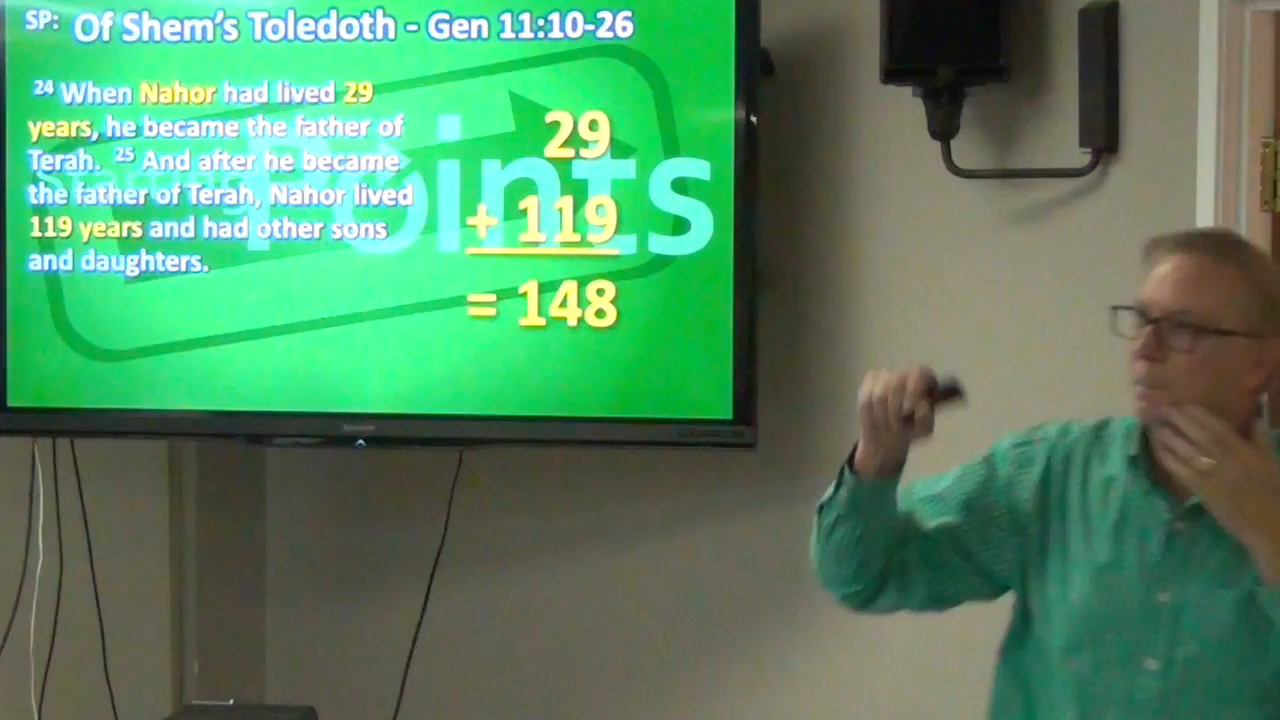 SP: Of Shem's Toledoth - Gen 11:10-26
24 When Nahor had lived 29
years, he became the father of
Terah. 25 And after he became
the father of Terah, Nahor lived
119 years and had other sons
and daughters.
29
+ 119
= 148
Points